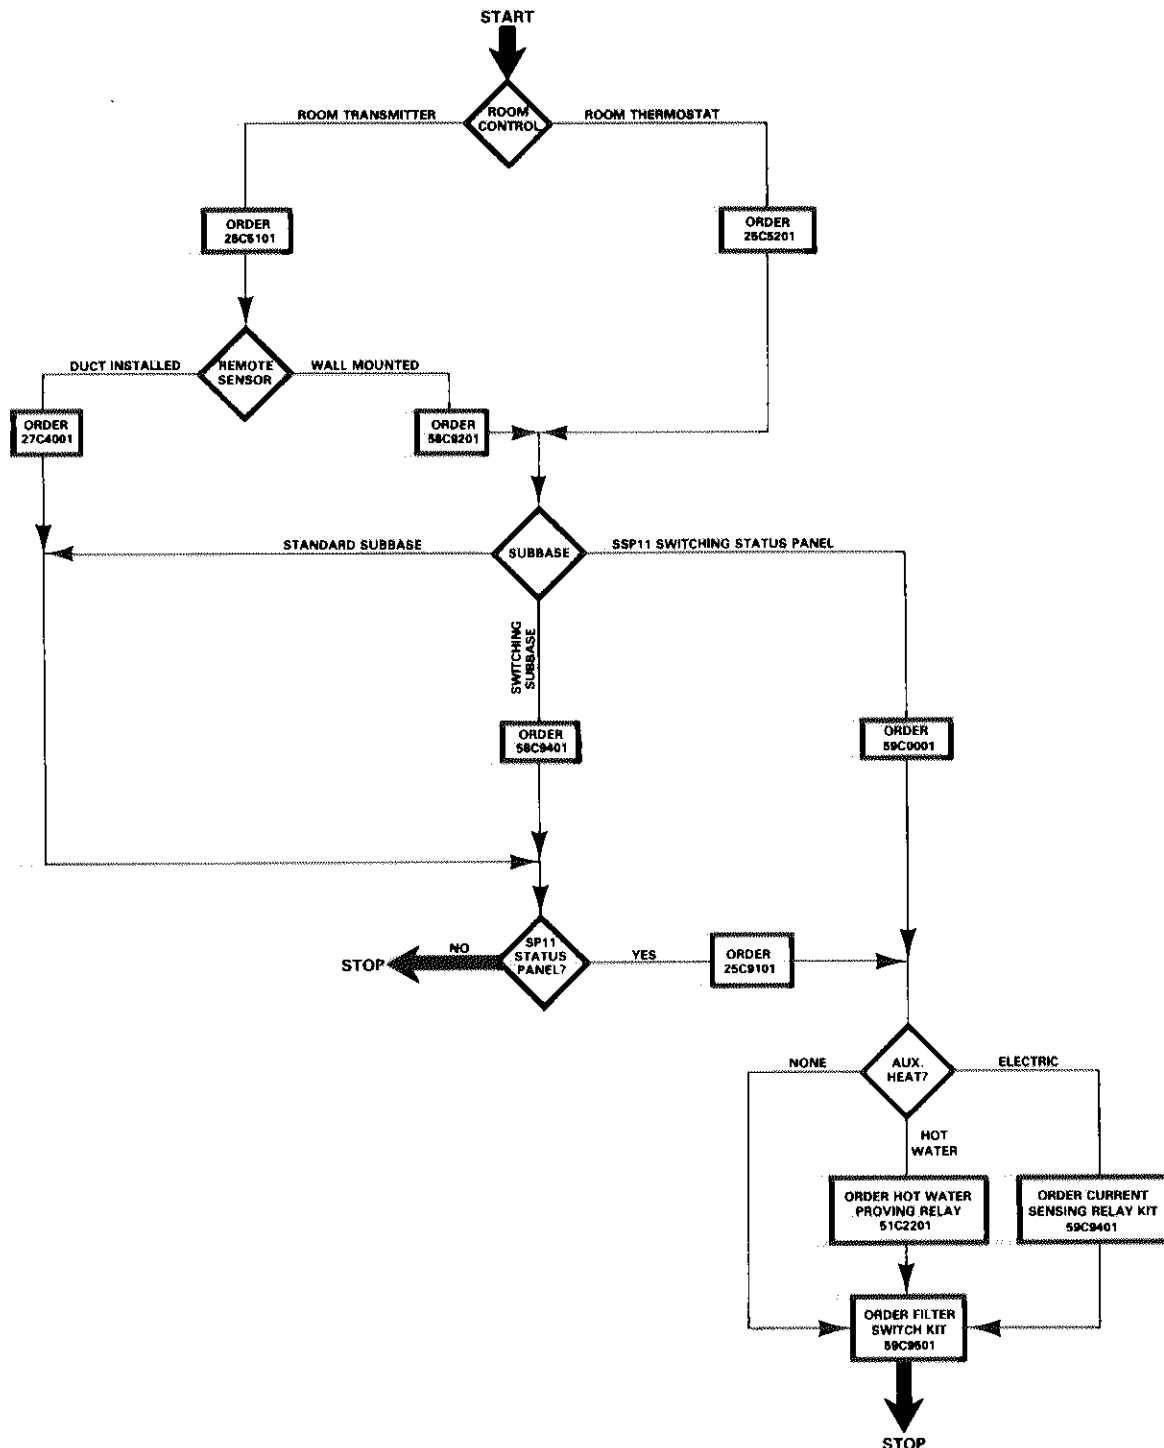 START
ROOM TRANSMITTER
ROOM
CONTROL
ROOM THERMOSTAT
ORDER
25C5101
ORDER
25C5201
DUCT INSTALLED
REMOTE
SENSOR
WALL MOUNTED
ORDER
27C4001
ORDER
58C9201
STANDARD SUBBASE
SUBBASE
SSP11 SWITCHING STATUS PANEL
SWITCHING
SUBBASE
ORDER
58C9401
ORDER
59C0001
STOP
NO
SP11
STATUS
PANEL?
YES
ORDER
25C9101
NONE
AUX.
HEAT?
ELECTRIC
HOT
WATER
ORDER HOT WATER
PROVING RELAY
51C2201
ORDER CURRENT
SENSING RELAY KIT
59C9401
ORDER FILTER
SWITCH KIT
59C9501
STOP